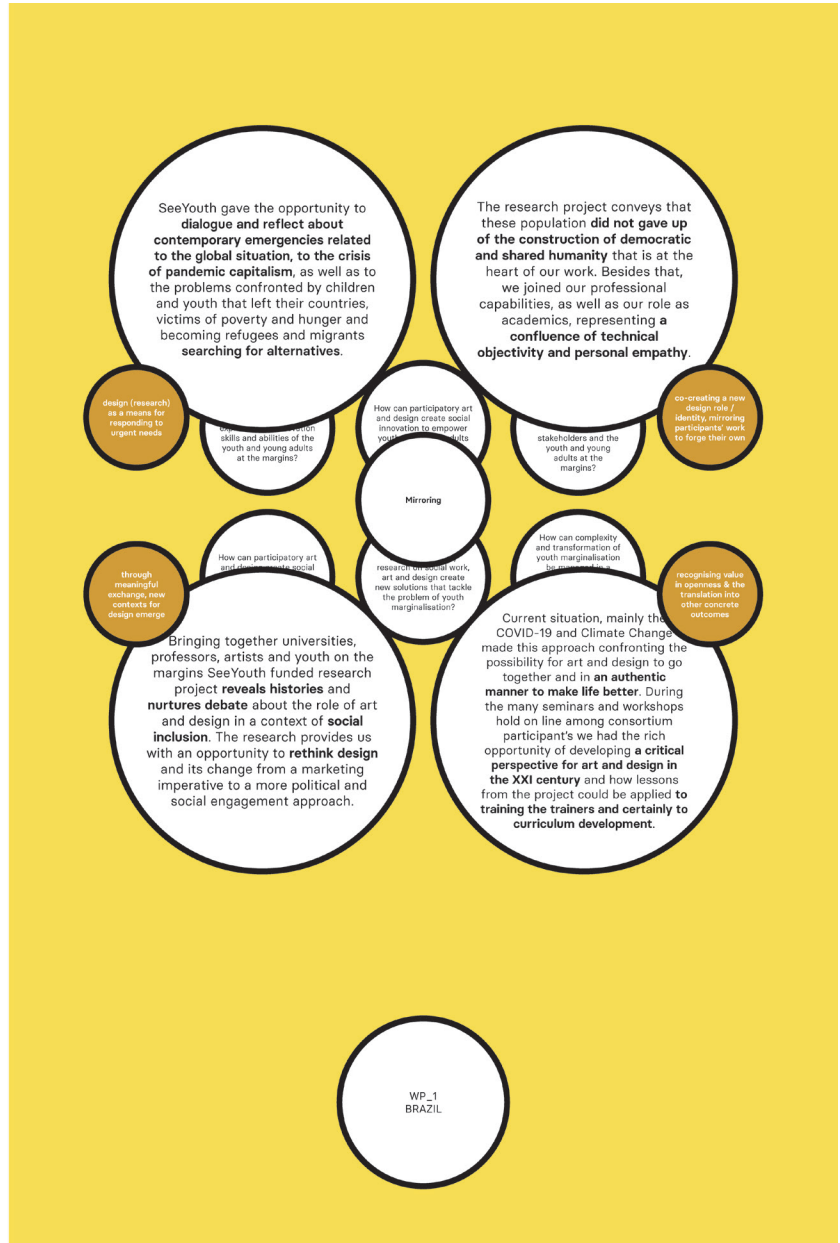 SeeYouth gave the opportunity to
dialogue and reflect about
contemporary emergencies related
to the global situation, to the crisis
of pandemic capitalism, as well as to
the problems confronted by children
and youth that left their countries,
victims of poverty and hunger and
becoming refugees and migrants
searching for alternatives.
The research project conveys that
these population did not gave up
of the construction of democratic
and shared humanity that is at the
heart of our work. Besides that,
we joined our professional
capabilities, as well as our role as
academics, representing a
confluence of technical
objectivity and personal empathy.
design (research)
as a means for
responding to
urgent needs
skills and abilities of the
youth and young adults
at the margins?
How can participatory art
and design create social
innovation to empower
stakeholders and the
youth and young
adults at the
margins?
co-creating a new
design role /
identity, mirroring
participants' work
to forge their own
Mirroring
through
meaningful
exchange, new
contexts for
design emerge
How can participatory art
and design create social
research on social work,
art and design create
new solutions that tackle
the problem of youth
marginalisation?
How can complexity
and transformation of
youth marginalisation
be
recognising value
in openness & the
translation into
other concrete
outcomes
Bringing together universities,
professors, artists and youth on the
margins SeeYouth funded research
project reveals histories and
nurtures debate about the role of art
and design in a context of social
inclusion. The research provides us
with an opportunity to rethink design
and its change from a marketing
imperative to a more political and
social engagement approach.
Current situation, mainly the
COVID-19 and Climate Change
made this approach confronting the
possibility for art and design to go
together and in an authentic
manner to make life better. During
the many seminars and workshops
hold on line among consortium
participant's we had the rich
opportunity of developing a critical
perspective for art and design in
the XXI century and how lessons
from the project could be applied to
training the trainers and certainly to
curriculum development.
WP_1
BRAZIL